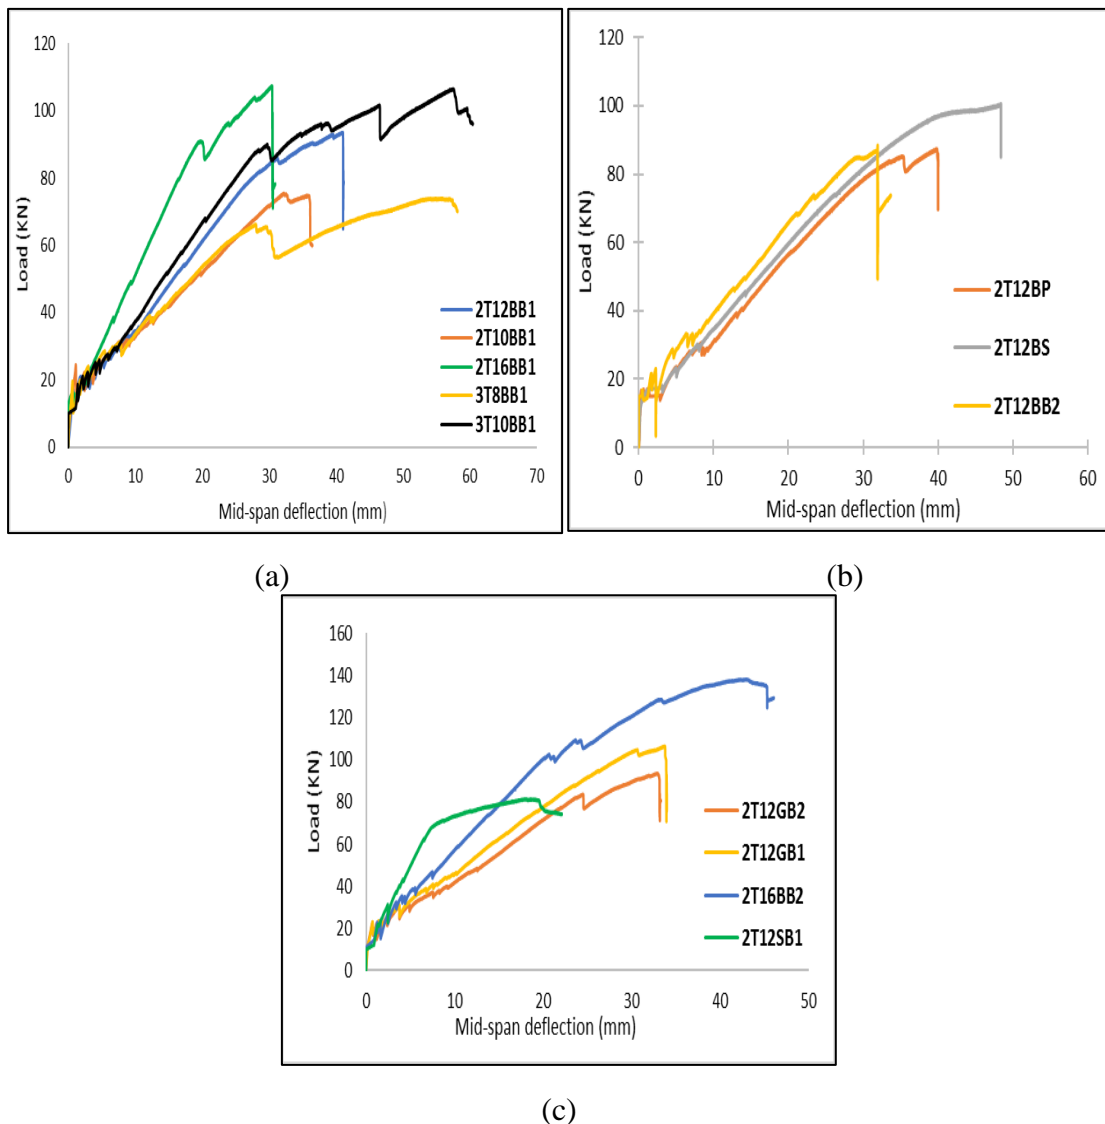 120
100
80
60
40
20
0
Load (KN)
0 10 20 30 40 50 60 70
Mid-span deflection (mm)
2T12BB1
2T10BB1
2T16BB1
3T8BB1
3T10BB1
(a)
120
100
80
60
40
20
0
Load (KN)
0 10 20 30 40 50 60
Mid-span deflection (mm)
2T12BP
2T12BS
2T12BB2
(b)
160
140
120
100
80
60
40
20
0
Load (KN)
0 10 20 30 40 50
Mid-span deflection (mm)
2T12GB2
2T12GB1
2T16BB2
2T12SB1
(c)